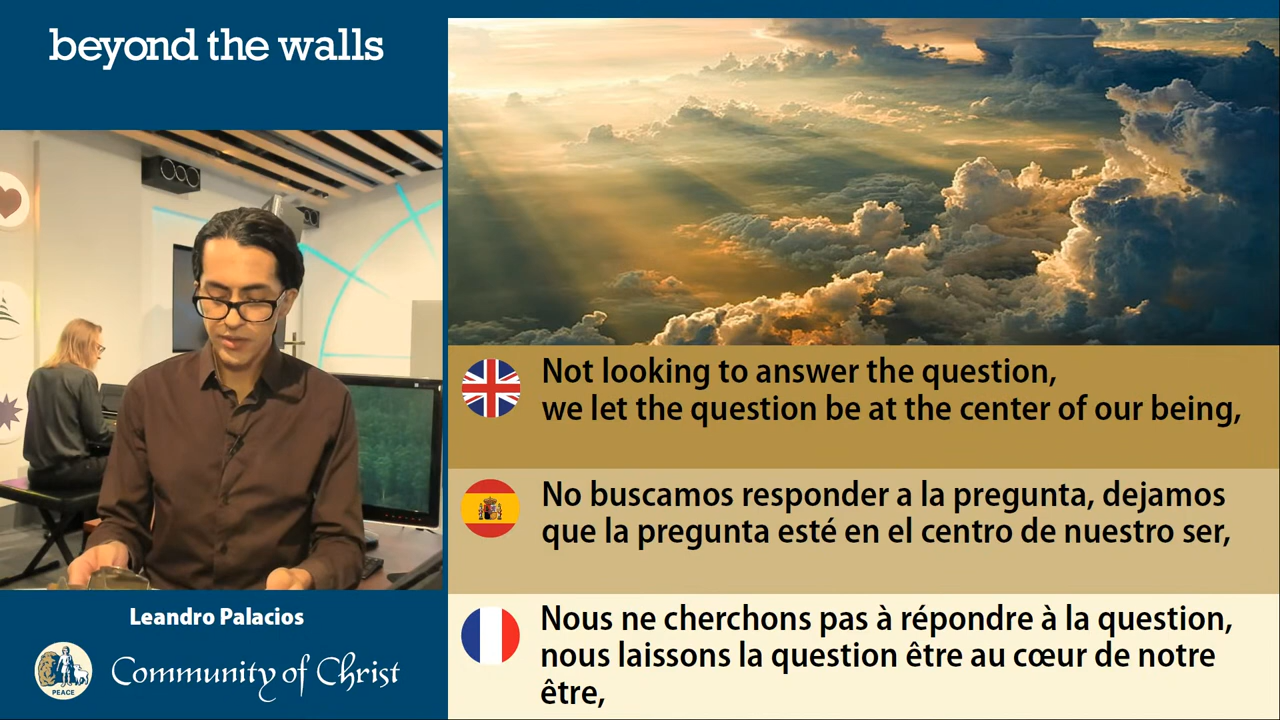 beyond the walls
Leandro Palacios
PEACE
Community of Christ
Not looking to answer the question,
we let the question be at the center of our being,
No buscamos responder a la pregunta, dejamos
que la pregunta esté en el centro de nuestro ser,
Nous ne cherchons pas à répondre à la question,
nous laissons la question être au cœur de notre
être,